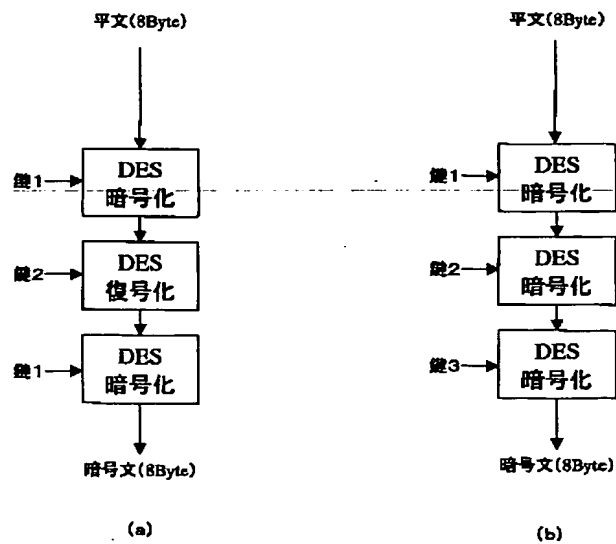 平文(8Byte)
鍵1
DES
暗号化
鍵2
DES
復号化
鍵1
DES
暗号化
暗号文(8Byte)
(a)
平文(8Byte)
鍵1
DES
暗号化
鍵2
DES
暗号化
鍵3
DES
暗号化
暗号文(8Byte)
(b)